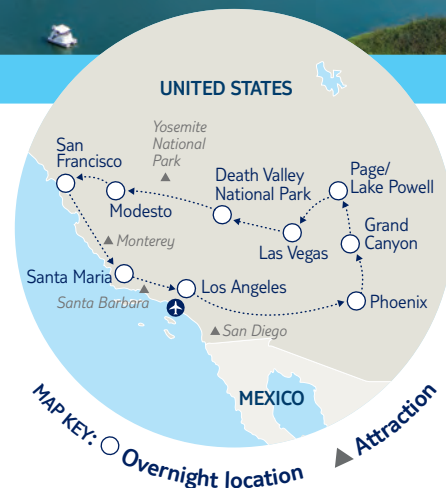 UNITED STATES
San
Francisco
Yosemite
National
Park
Modesto
Death Valley
National Park
Page/
Lake Powell
Grand
Canyon
Las Vegas
Monterey
Santa Maria
Los Angeles
Santa Barbara
Phoenix
San Diego
MEXICO
MAP KEY: Overnight location
Attraction